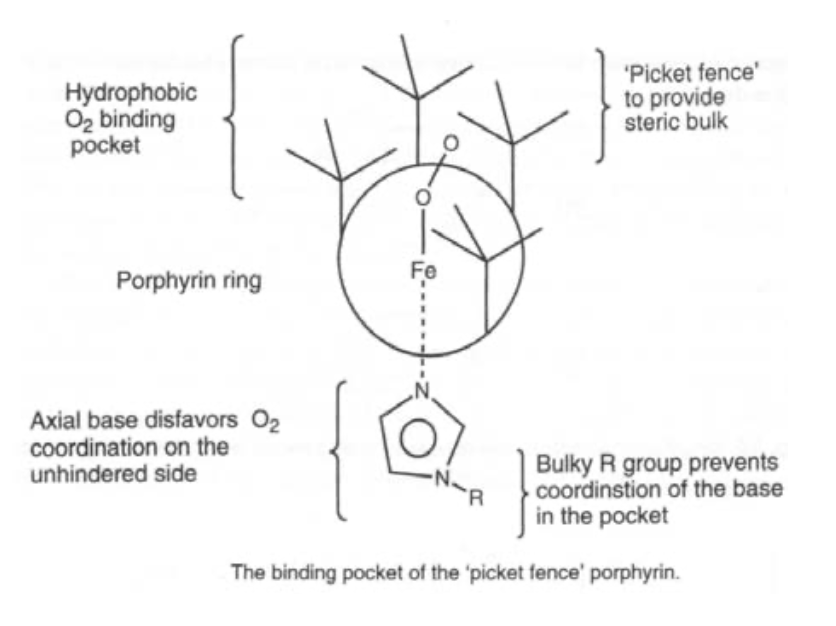 Hydrophobic
O₂ binding
pocket
'Picket fence'
to provide
steric bulk
O
O
Fe
Porphyrin ring
N
Axial base disfavors O₂
coordination on the
unhindered side
N
R
Bulky R group prevents
coordinstion of the base
in the pocket
The binding pocket of the 'picket fence' porphyrin.